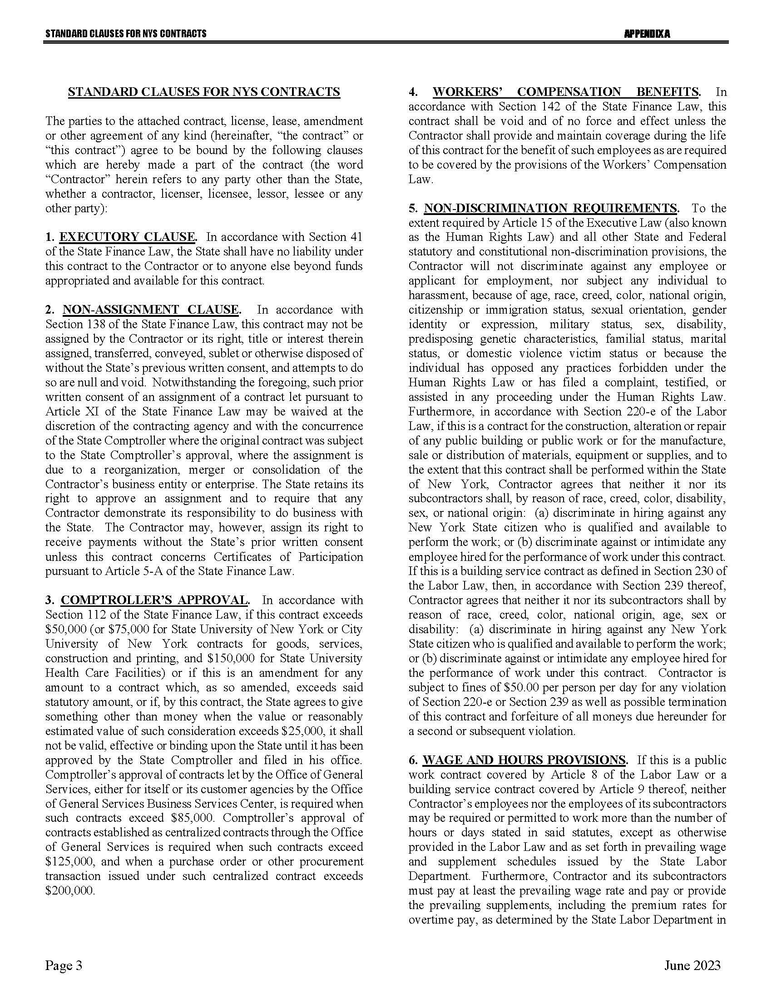 STANDARD CLAUSES FOR NYS CONTRACTS
APPENDIX A
STANDARD CLAUSES FOR NYS CONTRACTS
The parties to the attached contract, license, lease, amendment
or other agreement of any kind (hereinafter, “the contract” or
“this contract”) agree to be bound by the following clauses
which are hereby made a part of the contract (the word
“Contractor” herein refers to any party other than the State,
whether a contractor, licenser, licensee, lessor, lessee or any
other party):
1. EXECUTORY CLAUSE. In accordance with Section 41
of the State Finance Law, the State shall have no liability under
this contract to the Contractor or to anyone else beyond funds
appropriated and available for this contract.
2. NON-ASSIGNMENT CLAUSE. In accordance with
Section 138 of the State Finance Law, this contract may not be
assigned by the Contractor or its right, title or interest therein
assigned, transferred, conveyed, sublet or otherwise disposed of
without the State’s previous written consent, and attempts to do
so are null and void. Notwithstanding the foregoing, such prior
written consent of an assignment of a contract let pursuant to
Article XI of the State Finance Law may be waived at the
discretion of the contracting agency and with the concurrence
of the State Comptroller where the original contract was subject
to the State Comptroller’s approval, where the assignment is
due to a reorganization, merger or consolidation of the
Contractor’s business entity or enterprise. The State retains its
right to approve an assignment and to require that any
Contractor demonstrate its responsibility to do business with
the State. The Contractor may, however, assign its right to
receive payments without the State’s prior written consent
unless this contract concerns Certificates of Participation
pursuant to Article 5-A of the State Finance Law.
3. COMPTROLLER’S APPROVAL. In accordance with
Section 112 of the State Finance Law, if this contract exceeds
$50,000 (or $75,000 for State University of New York or City
University of New York contracts for goods, services,
construction and printing, and $150,000 for State University
Health Care Facilities) or if this is an amendment for any
amount to a contract which, as so amended, exceeds said
statutory amount, or if, by this contract, the State agrees to give
something other than money when the value or reasonably
estimated value of such consideration exceeds $25,000, it shall
not be valid, effective or binding upon the State until it has been
approved by the State Comptroller and filed in his office.
Comptroller’s approval of contracts let by the Office of General
Services, either for itself or its customer agencies by the Office
of General Services Business Services Center, is required when
such contracts exceed $85,000. Comptroller’s approval of
contracts established as centralized contracts through the Office
of General Services is required when such contracts exceed
$125,000, and when a purchase order or other procurement
transaction issued under such centralized contract exceeds
$200,000.
4. WORKERS’ COMPENSATION BENEFITS. In
accordance with Section 142 of the State Finance Law, this
contract shall be void and of no force and effect unless the
Contractor shall provide and maintain coverage during the life
of this contract for the benefit of such employees as are required
to be covered by the provisions of the Workers’ Compensation
Law.
5. NON-DISCRIMINATION REQUIREMENTS. To the
extent required by Article 15 of the Executive Law (also known
as the Human Rights Law) and all other State and Federal
statutory and constitutional non-discrimination provisions, the
Contractor will not discriminate against any employee or
applicant for employment, nor subject any individual to
harassment, because of age, race, creed, color, national origin,
citizenship or immigration status, sexual orientation, gender
identity or expression, military status, sex, disability,
predisposing genetic characteristics, familial status, marital
status, or domestic violence victim status or because the
individual has opposed any practices forbidden under the
Human Rights Law or has filed a complaint, testified, or
assisted in any proceeding under the Human Rights Law.
Furthermore, in accordance with Section 220-e of the Labor
Law, if this is a contract for the construction, alteration or repair
of any public building or public work or for the manufacture,
sale or distribution of materials, equipment or supplies, and to
the extent that this contract shall be performed within the State
of New York, Contractor agrees that neither it nor its
subcontractors shall, by reason of race, creed, color, disability,
sex, or national origin: (a) discriminate in hiring against any
New York State citizen who is qualified and available to
perform the work; or (b) discriminate against or intimidate any
employee hired for the performance of work under this contract.
If this is a building service contract as defined in Section 230 of
the Labor Law, then, in accordance with Section 239 thereof,
Contractor agrees that neither it nor its subcontractors shall by
reason of race, creed, color, national origin, age, sex or
disability: (a) discriminate in hiring against any New York
State citizen who is qualified and available to perform the work;
or (b) discriminate against or intimidate any employee hired for
the performance of work under this contract. Contractor is
subject to fines of $50.00 per person per day for any violation
of Section 220-e or Section 239 as well as possible termination
of this contract and forfeiture of all moneys due hereunder for
a second or subsequent violation.
6. WAGE AND HOURS PROVISIONS. If this is a public
work contract covered by Article 8 of the Labor Law or a
building service contract covered by Article 9 thereof, neither
Contractor’s employees nor the employees of its subcontractors
may be required or permitted to work more than the number of
hours or days stated in said statutes, except as otherwise
provided in the Labor Law and as set forth in prevailing wage
and supplement schedules issued by the State Labor
Department. Furthermore, Contractor and its subcontractors
must pay at least the prevailing wage rate and pay or provide
the prevailing supplements, including the premium rates for
overtime pay, as determined by the State Labor Department in
Page 3
June 2023